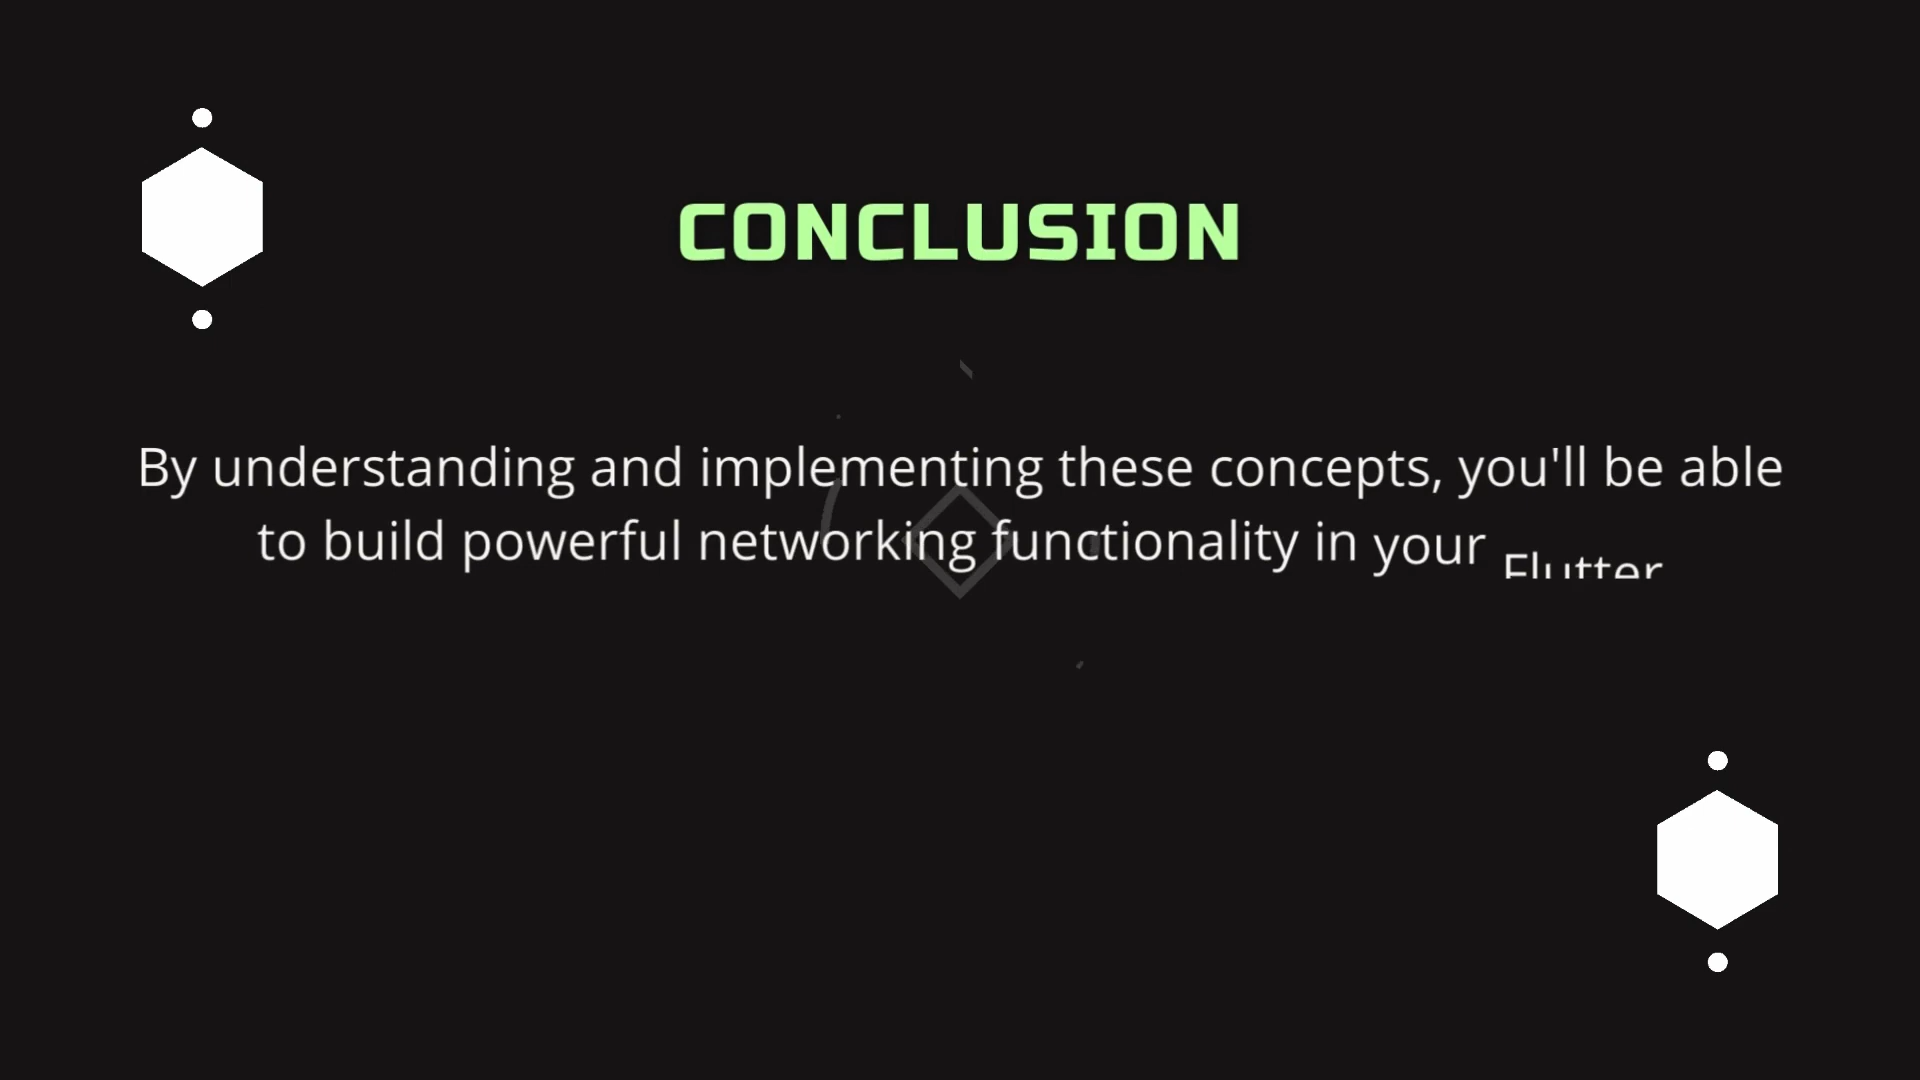 CONCLUSION
By understanding and implementing these concepts, you'll be able
to build powerful networking functionality in your Flutter